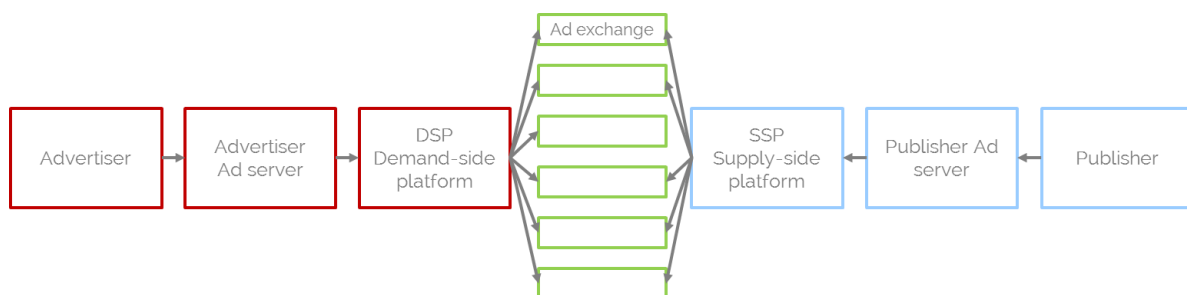 Ad exchange
Advertiser
Advertiser
Ad server
DSP
Demand-side
platform
SSP
Supply-side
platform
Publisher Ad
server
Publisher